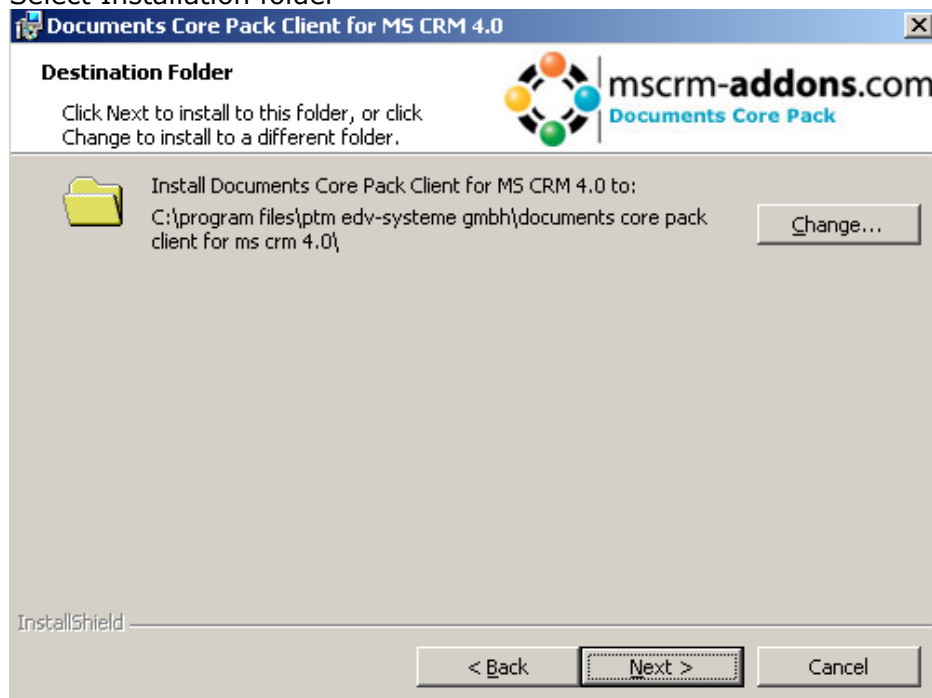 Select Installation folder
Documents Core Pack Client for MS CRM 4.0
Destination Folder
Click Next to install to this folder, or click
Change to install to a different folder.
mscrm-addons.com
Documents Core Pack
Install Documents Core Pack Client for MS CRM 4.0 to:
C:\program files\ptm edv-systeme gmbh\documents core pack
client for ms crm 4.0\
Change...
InstallShield
< Back
Next >
Cancel